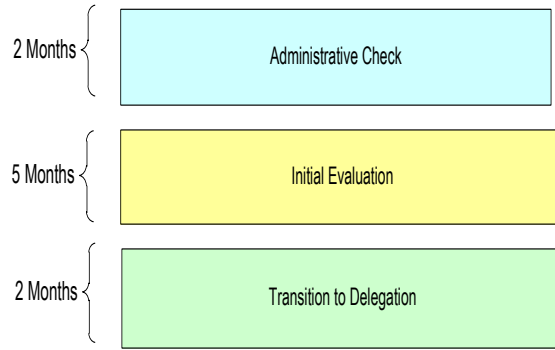 2 Months
Administrative Check
5 Months
Initial Evaluation
2 Months
Transition to Delegation